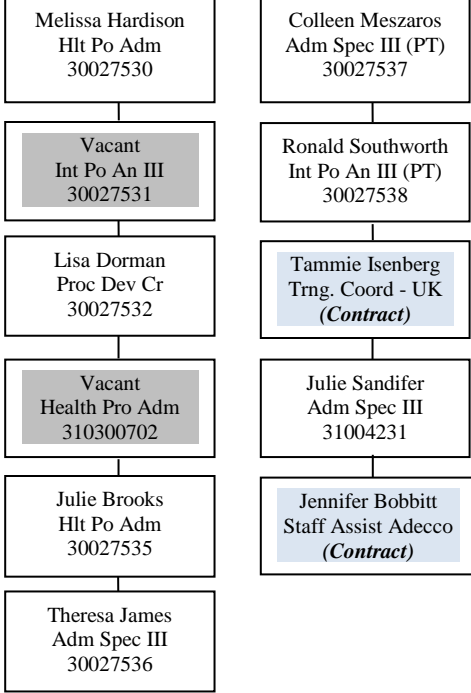 Melissa Hardison
Hlt Po Adm
30027530
Vacant
Int Po An III
30027531
Lisa Dorman
Proc Dev Cr
30027532
Vacant
Health Pro Adm
310300702
Julie Brooks
Hlt Po Adm
30027535
Theresa James
Adm Spec III
30027536
Colleen Meszaros
Adm Spec III (PT)
30027537
Ronald Southworth
Int Po An III (PT)
30027538
Tammie Isenberg
Trng. Coord - UK
(Contract)
Julie Sandifer
Adm Spec III
31004231
Jennifer Bobbitt
Staff Assist Adecco
(Contract)